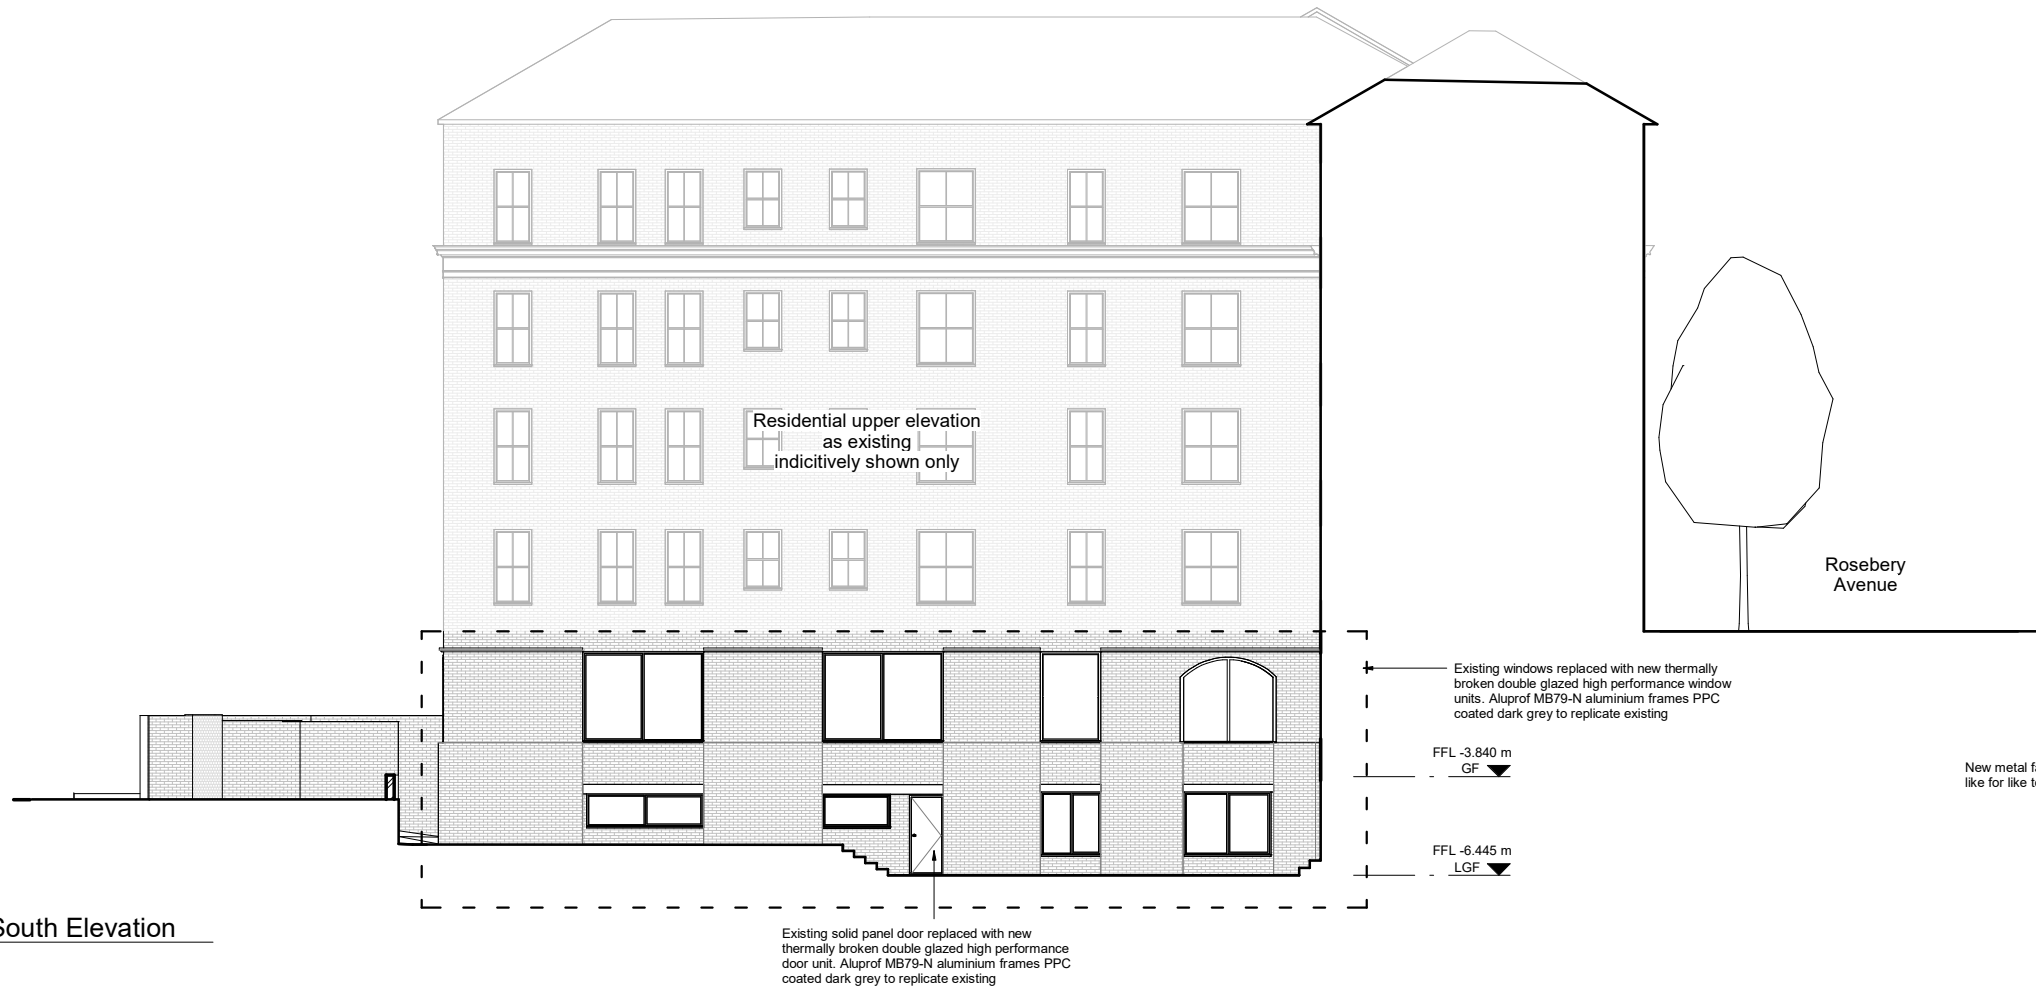 Residential upper elevation
as existing
indicitively shown only
Rosebery
Avenue
Existing windows replaced with new thermally
broken double glazed high performance window
units. Aluprof MB79-N aluminium frames PPC
coated dark grey to replicate existing
FFL -3.840 m
GF
New metal
like for like
FFL -6.445 m
LGF
South Elevation
Existing solid panel door replaced with new
thermally broken double glazed high performance
door unit. Aluprof MB79-N aluminium frames PPC
coated dark grey to replicate existing